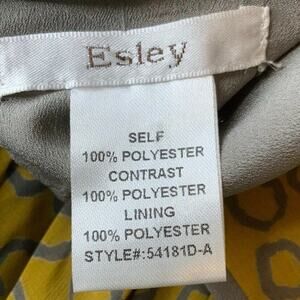 Esley
SELF
100% POLYESTER
CONTRAST
100% POLYESTER
LINING
100% POLYESTER
STYLE#:54181D-A